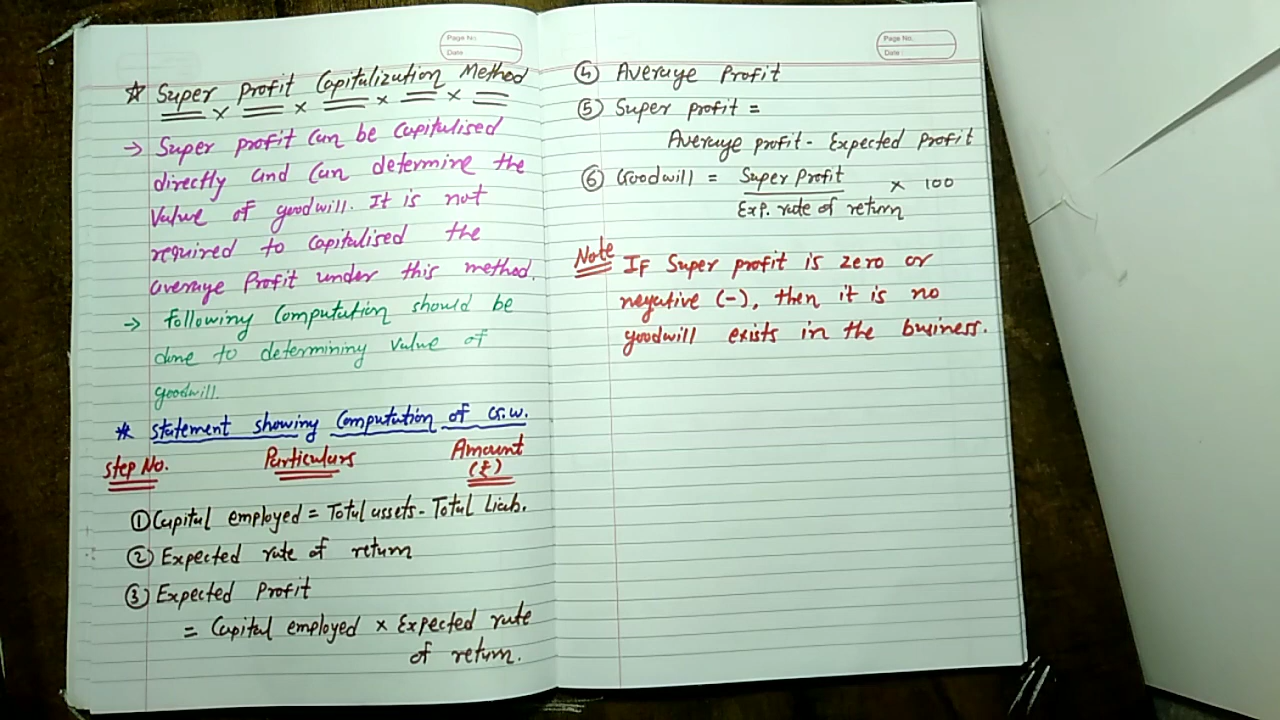 Page No.
Date
☆ Super Profit Capitalization Method
→ Super profit can be capitalised
directly and can determine the
value of goodwill. It is not
required to capitalised the
average Profit under this method.
→ following computation should be
done to determining value of
goodwill.
* Statement showing computation of G.W.
Step No. Particulars Amount
(₹)
① Capital employed = Total assets - Total Liab.
② Expected rate of return
③ Expected Profit
= Capital employed × Expected rate
of return.
Page No.
Date :
④ Average Profit
⑤ Super profit =
Average profit - Expected Profit
⑥ Goodwill = Super Profit × 100
Exp. rate of return
Note IF Super profit is zero or
negative (-), then it is no
goodwill exists in the business.